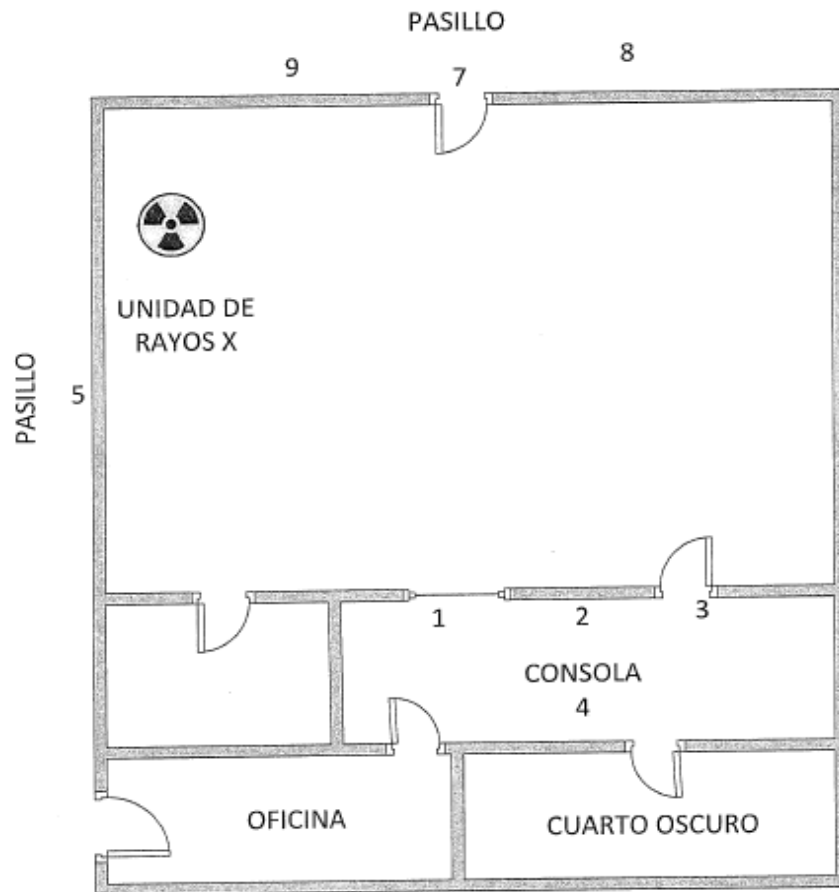 PASILLO
9
7
8
UNIDAD DE
RAYOS X
PASILLO
5
1
2
3
CONSOLA
4
OFICINA
CUARTO OSCURO